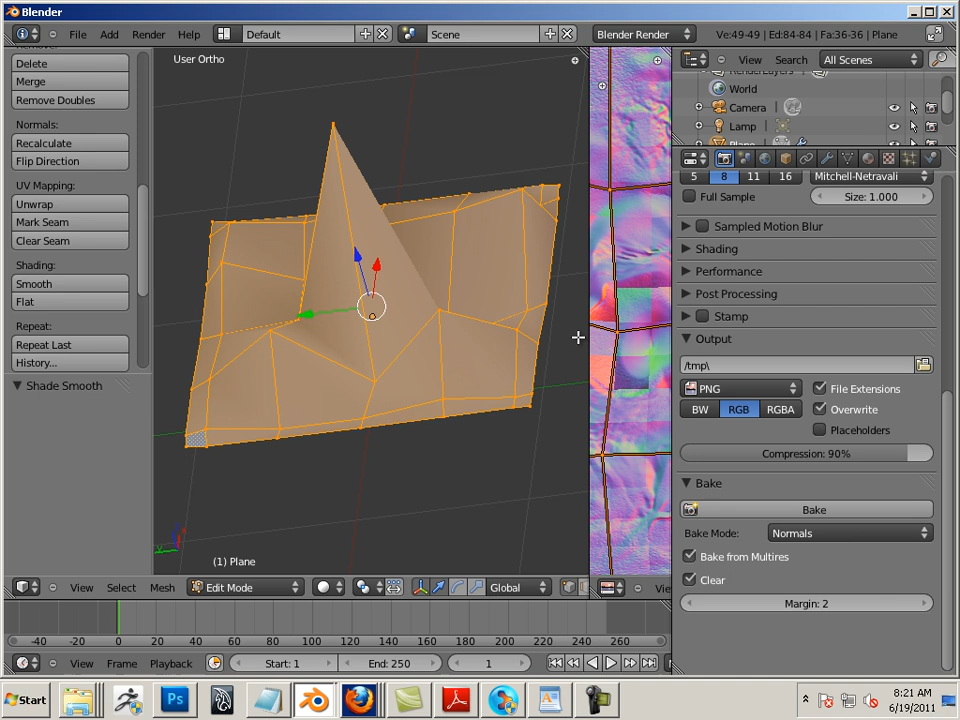 Blender
File Add Render Help Default Scene Blender Render Ve:49-49 | Ed:84-84 | Fa:36-36 | Plane
Delete
Merge
Remove Doubles
Normals:
Recalculate
Flip Direction
UV Mapping:
Unwrap
Mark Seam
Clear Seam
Shading:
Smooth
Flat
Repeat:
Repeat Last
History...
Shade Smooth
User Ortho
(1) Plane
View Select Mesh Edit Mode Global
View Search All Scenes
World
Camera
Lamp
5 8 11 16 Mitchell-Netravali
Full Sample Size: 1.000
Sampled Motion Blur
Shading
Performance
Post Processing
Stamp
Output
/tmp\
PNG File Extensions
BW RGB RGBA Overwrite
Placeholders
Compression: 90%
Bake
Bake
Bake Mode: Normals
Bake from Multires
Clear
Margin: 2
-40 -20 0 20 40 60 80 100 120 140 160 180 200 220 240 260
View Frame Playback Start: 1 End: 250 1
Start
Ps
8:21 AM
6/19/2011